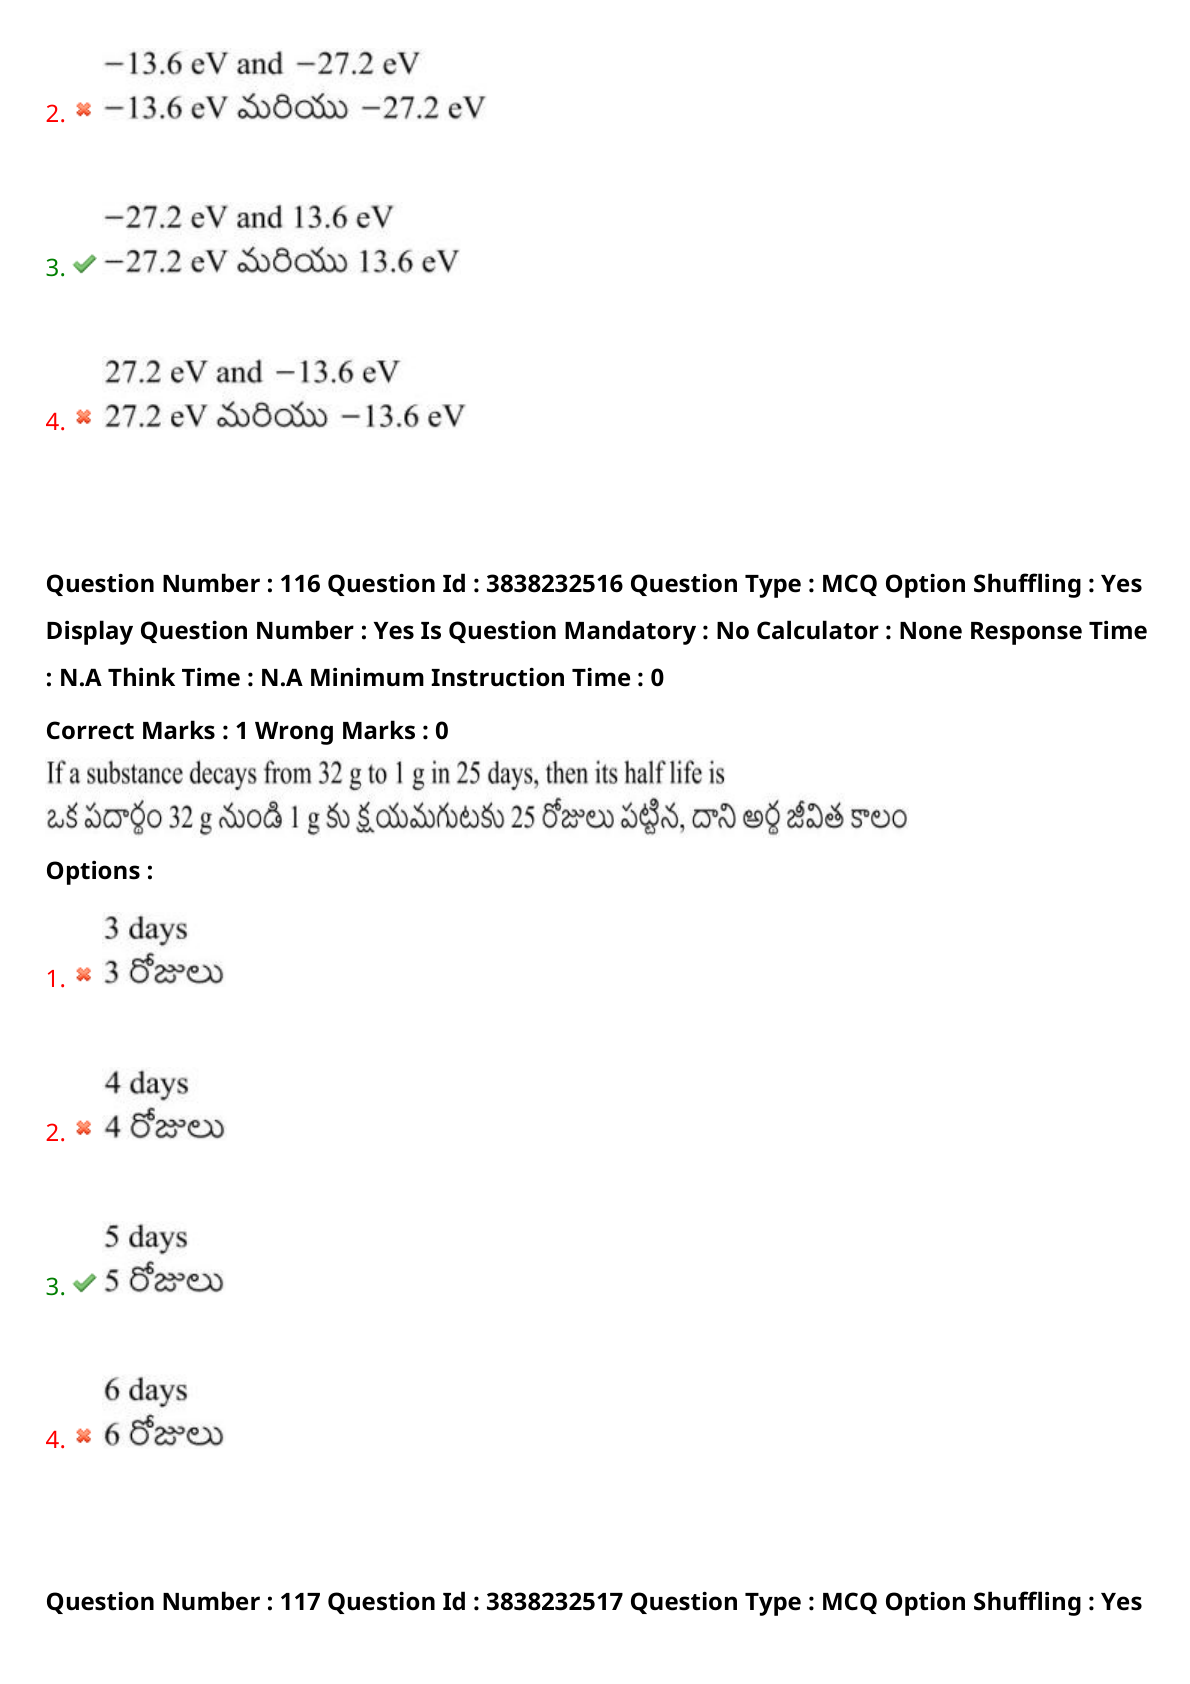 −13.6 eV and −27.2 eV
2. −13.6 eV మరియు −27.2 eV
−27.2 eV and 13.6 eV
3. −27.2 eV మరియు 13.6 eV
27.2 eV and −13.6 eV
4. 27.2 eV మరియు −13.6 eV
Question Number : 116 Question Id : 3838232516 Question Type : MCQ Option Shuffling : Yes
Display Question Number : Yes Is Question Mandatory : No Calculator : None Response Time
: N.A Think Time : N.A Minimum Instruction Time : 0
Correct Marks : 1 Wrong Marks : 0
If a substance decays from 32 g to 1 g in 25 days, then its half life is
ఒక పదార్థం 32 g నుండి 1 g కు క్షయమగుటకు 25 రోజులు పట్టిన, దాని అర్థ జీవిత కాలం
Options :
3 days
1. 3 రోజులు
4 days
2. 4 రోజులు
5 days
3. 5 రోజులు
6 days
4. 6 రోజులు
Question Number : 117 Question Id : 3838232517 Question Type : MCQ Option Shuffling : Yes